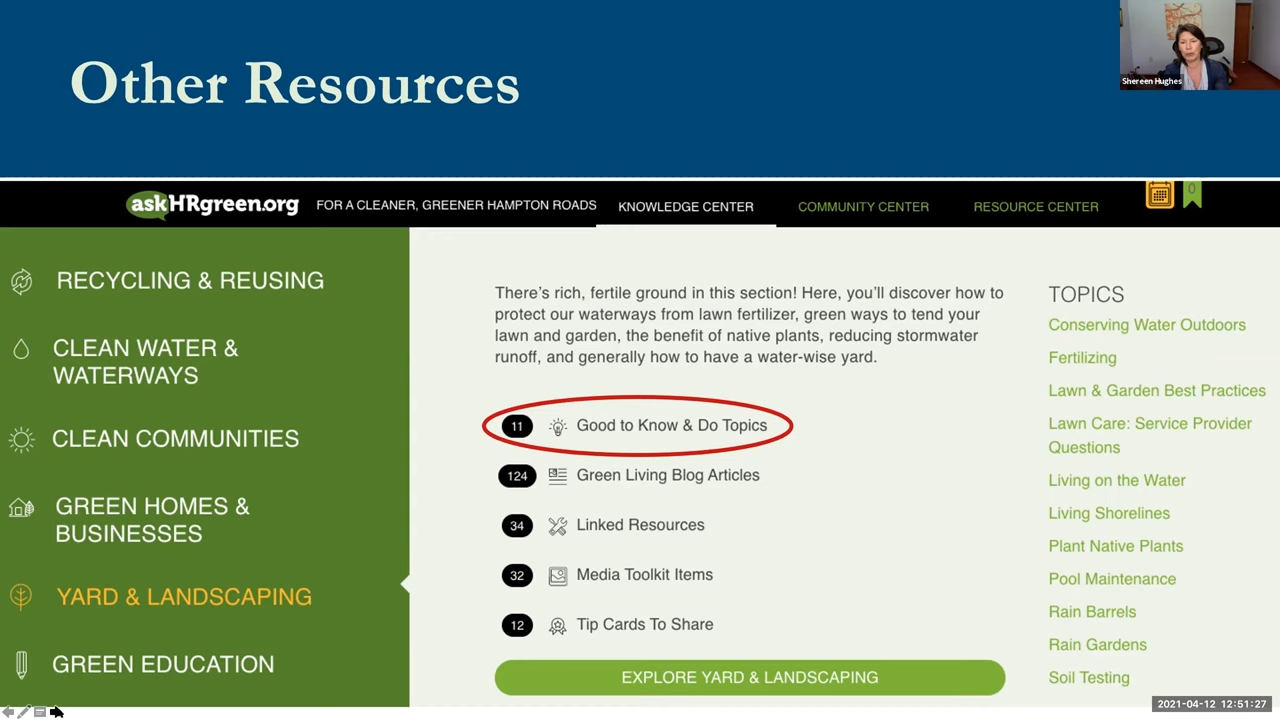 Other Resources
Shereen Hughes
askHRgreen.org
FOR A CLEANER, GREENER HAMPTON ROADS
KNOWLEDGE CENTER
COMMUNITY CENTER
RESOURCE CENTER
0
RECYCLING & REUSING
CLEAN WATER &
WATERWAYS
CLEAN COMMUNITIES
GREEN HOMES &
BUSINESSES
YARD & LANDSCAPING
GREEN EDUCATION
There's rich, fertile ground in this section! Here, you'll discover how to
protect our waterways from lawn fertilizer, green ways to tend your
lawn and garden, the benefit of native plants, reducing stormwater
runoff, and generally how to have a water-wise yard.
11 Good to Know & Do Topics
124 Green Living Blog Articles
34 Linked Resources
32 Media Toolkit Items
12 Tip Cards To Share
EXPLORE YARD & LANDSCAPING
TOPICS
Conserving Water Outdoors
Fertilizing
Lawn & Garden Best Practices
Lawn Care: Service Provider
Questions
Living on the Water
Living Shorelines
Plant Native Plants
Pool Maintenance
Rain Barrels
Rain Gardens
Soil Testing
2021-04-12 12:51:27